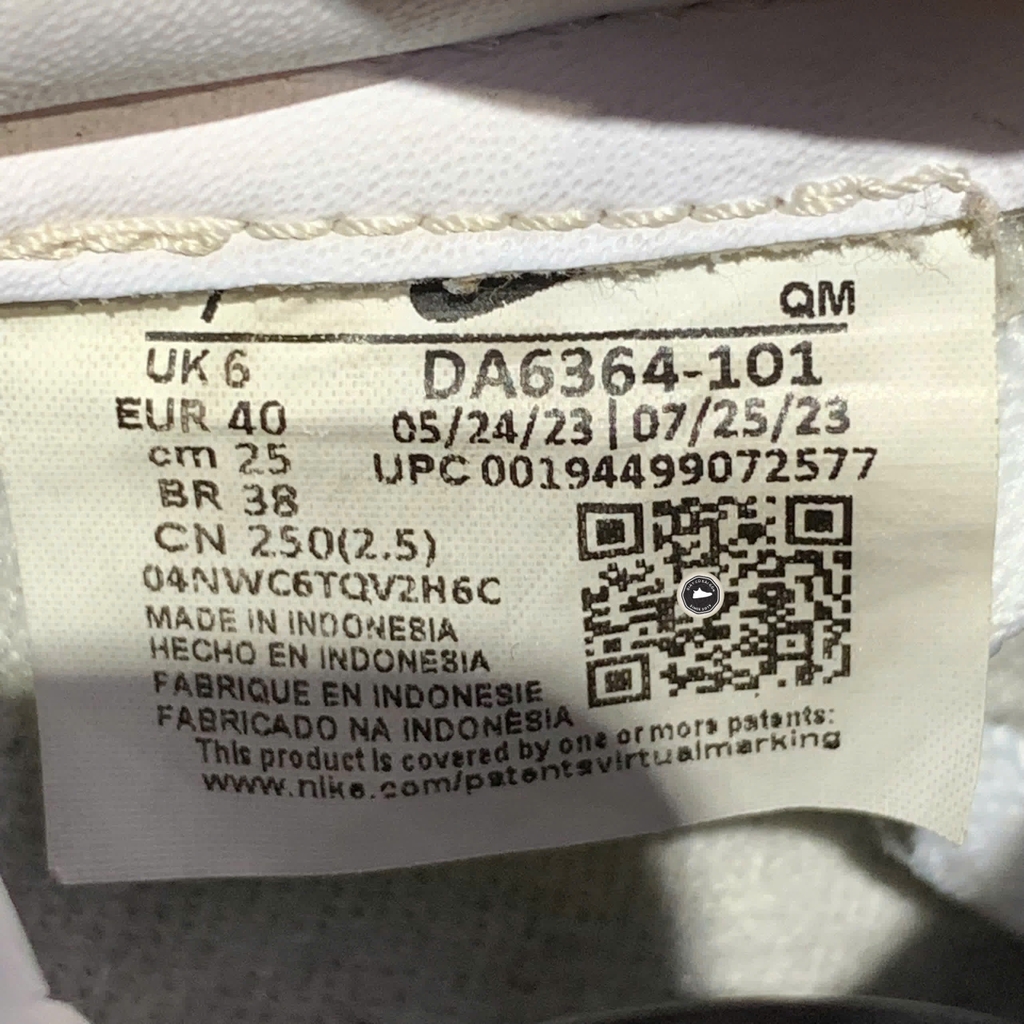 QM
UK 6
DA6364-101
EUR 40
05/24/23 | 07/25/23
cm 25
UPC 00194499072577
BR 38
CN 250(2.5)
04NWC6TQV2H6C
MADE IN INDONESIA
HECHO EN INDONESIA
FABRIQUE EN INDONESIE
FABRICADO NA INDONÉSIA
This product is covered by one or more patents:
www.nike.com/patentsvirtualmarking